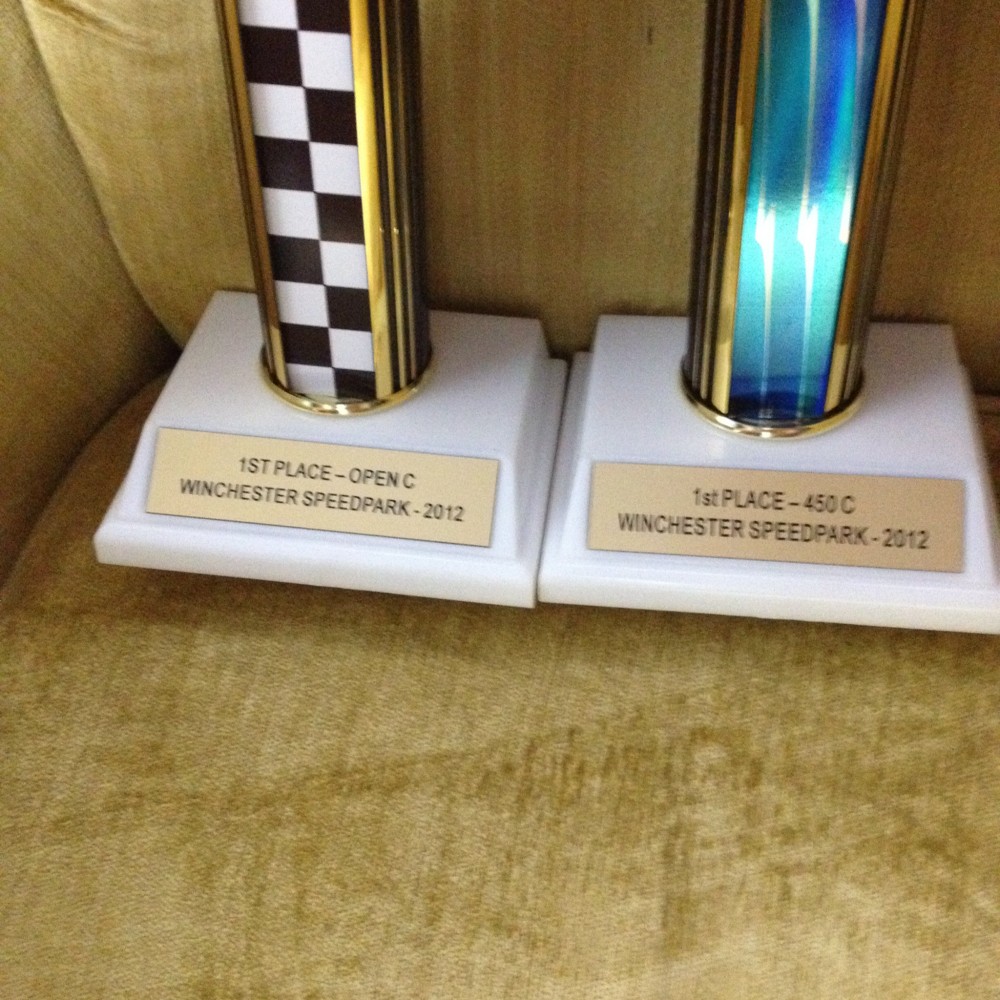 1ST PLACE – OPEN C
WINCHESTER SPEEDPARK - 2012
1st PLACE – 450 C
WINCHESTER SPEEDPARK - 2012